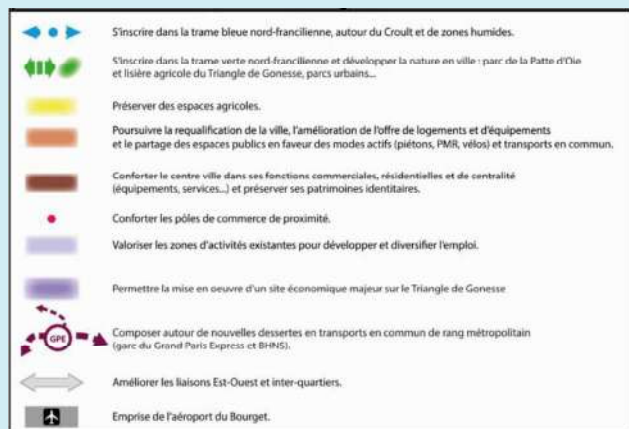 S'inscrire dans la trame bleue nord-francilienne, autour du Croult et de zones humides.
S'inscrire dans la trame verte nord-francilienne et développer la nature en ville : parc de la Patte d'Oie
et lisière agricole du Triangle de Gonesse, parcs urbains...
Préserver des espaces agricoles.
Poursuivre la requalification de la ville, l'amélioration de l'offre de logements et d'équipements
et le partage des espaces publics en faveur des modes actifs (piétons, PMR, vélos) et transports en commun.
Conforter le centre ville dans ses fonctions commerciales, résidentielles et de centralité
(équipements, services...) et préserver ses patrimoines identitaires.
Conforter les pôles de commerce de proximité.
Valoriser les zones d'activités existantes pour développer et diversifier l'emploi.
Permettre la mise en oeuvre d'un site économique majeur sur le Triangle de Gonesse
GPE
Composer autour de nouvelles dessertes en transports en commun de rang métropolitain
(gare du Grand Paris Express et BHNS).
Améliorer les liaisons Est-Ouest et inter-quartiers.
Emprise de l'aéroport du Bourget.